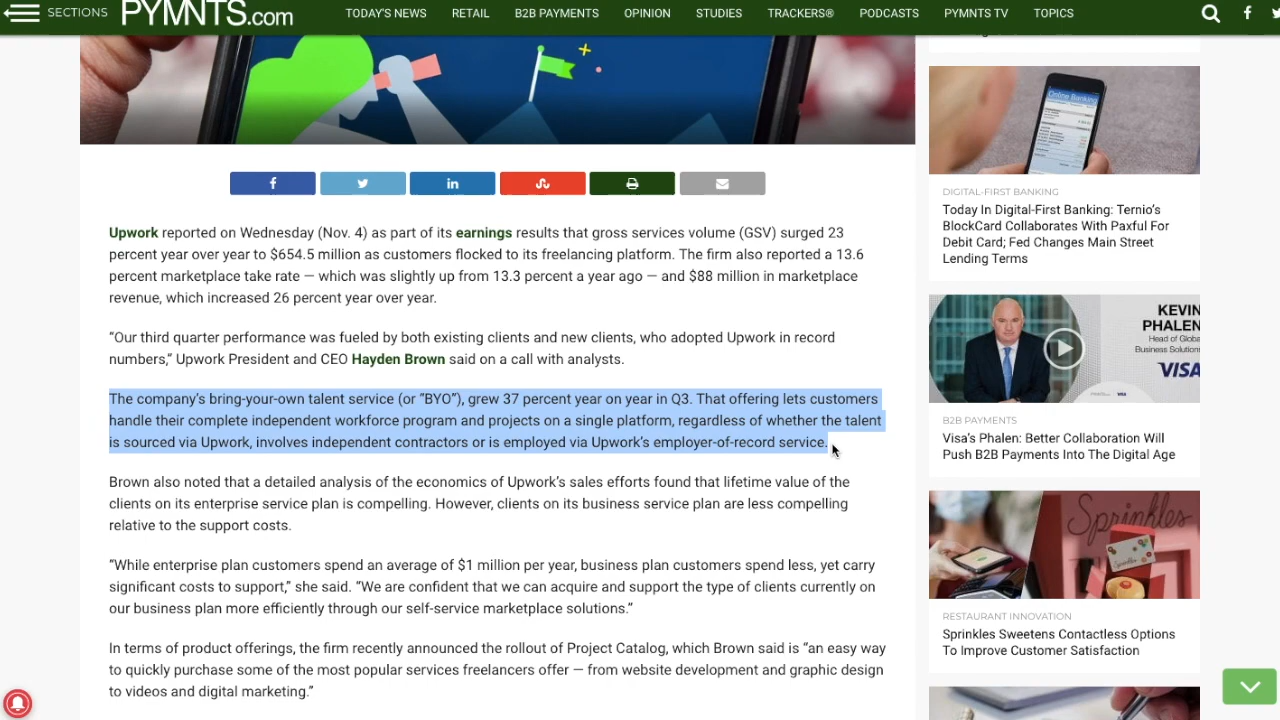 SECTIONS
PYMNTS.com
TODAY'S NEWS
RETAIL
B2B PAYMENTS
OPINION
STUDIES
TRACKERS®
PODCASTS
PYMNTS TV
TOPICS
Upwork reported on Wednesday (Nov. 4) as part of its earnings results that gross services volume (GSV) surged 23
percent year over year to $654.5 million as customers flocked to its freelancing platform. The firm also reported a 13.6
percent marketplace take rate — which was slightly up from 13.3 percent a year ago — and $88 million in marketplace
revenue, which increased 26 percent year over year.
“Our third quarter performance was fueled by both existing clients and new clients, who adopted Upwork in record
numbers,” Upwork President and CEO Hayden Brown said on a call with analysts.
The company’s bring-your-own talent service (or “BYO”), grew 37 percent year on year in Q3. That offering lets customers
handle their complete independent workforce program and projects on a single platform, regardless of whether the talent
is sourced via Upwork, involves independent contractors or is employed via Upwork’s employer-of-record service.
Brown also noted that a detailed analysis of the economics of Upwork’s sales efforts found that lifetime value of the
clients on its enterprise service plan is compelling. However, clients on its business service plan are less compelling
relative to the support costs.
“While enterprise plan customers spend an average of $1 million per year, business plan customers spend less, yet carry
significant costs to support,” she said. “We are confident that we can acquire and support the type of clients currently on
our business plan more efficiently through our self-service marketplace solutions.”
In terms of product offerings, the firm recently announced the rollout of Project Catalog, which Brown said is “an easy way
to quickly purchase some of the most popular services freelancers offer — from website development and graphic design
to videos and digital marketing.”
Online Banking
DIGITAL-FIRST BANKING
Today In Digital-First Banking: Ternio’s
BlockCard Collaborates With Paxful For
Debit Card; Fed Changes Main Street
Lending Terms
KEVIN
PHALEN
Head of Global
Business Solutions
VISA
B2B PAYMENTS
Visa’s Phalen: Better Collaboration Will
Push B2B Payments Into The Digital Age
Sprinkles
RESTAURANT INNOVATION
Sprinkles Sweetens Contactless Options
To Improve Customer Satisfaction